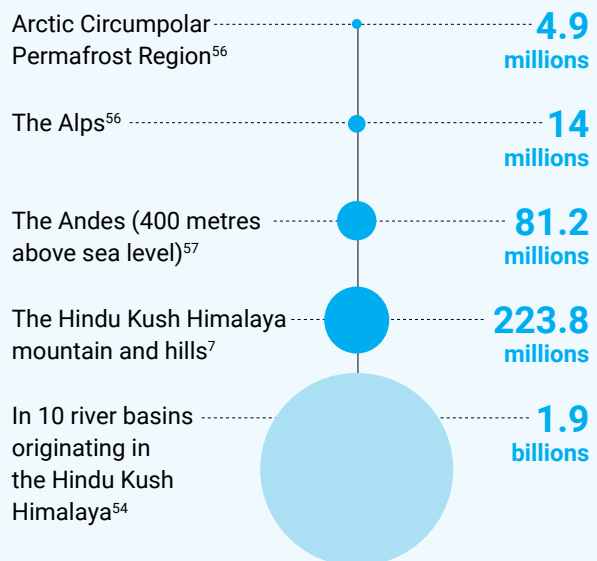 Arctic Circumpolar
Permafrost Region⁵⁶
4.9
millions
The Alps⁵⁶
14
millions
The Andes (400 metres
above sea level)⁵⁷
81.2
millions
The Hindu Kush Himalaya
mountain and hills⁷
223.8
millions
In 10 river basins
originating in
the Hindu Kush
Himalaya⁵⁴
1.9
billions